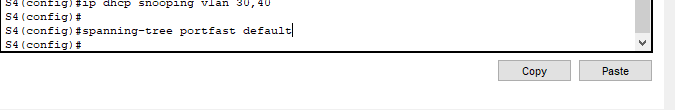 S4(config)#ip dhcp snooping vlan 30,40
S4(config)#
S4(config)#spanning-tree portfast default
S4(config)#
Copy Paste